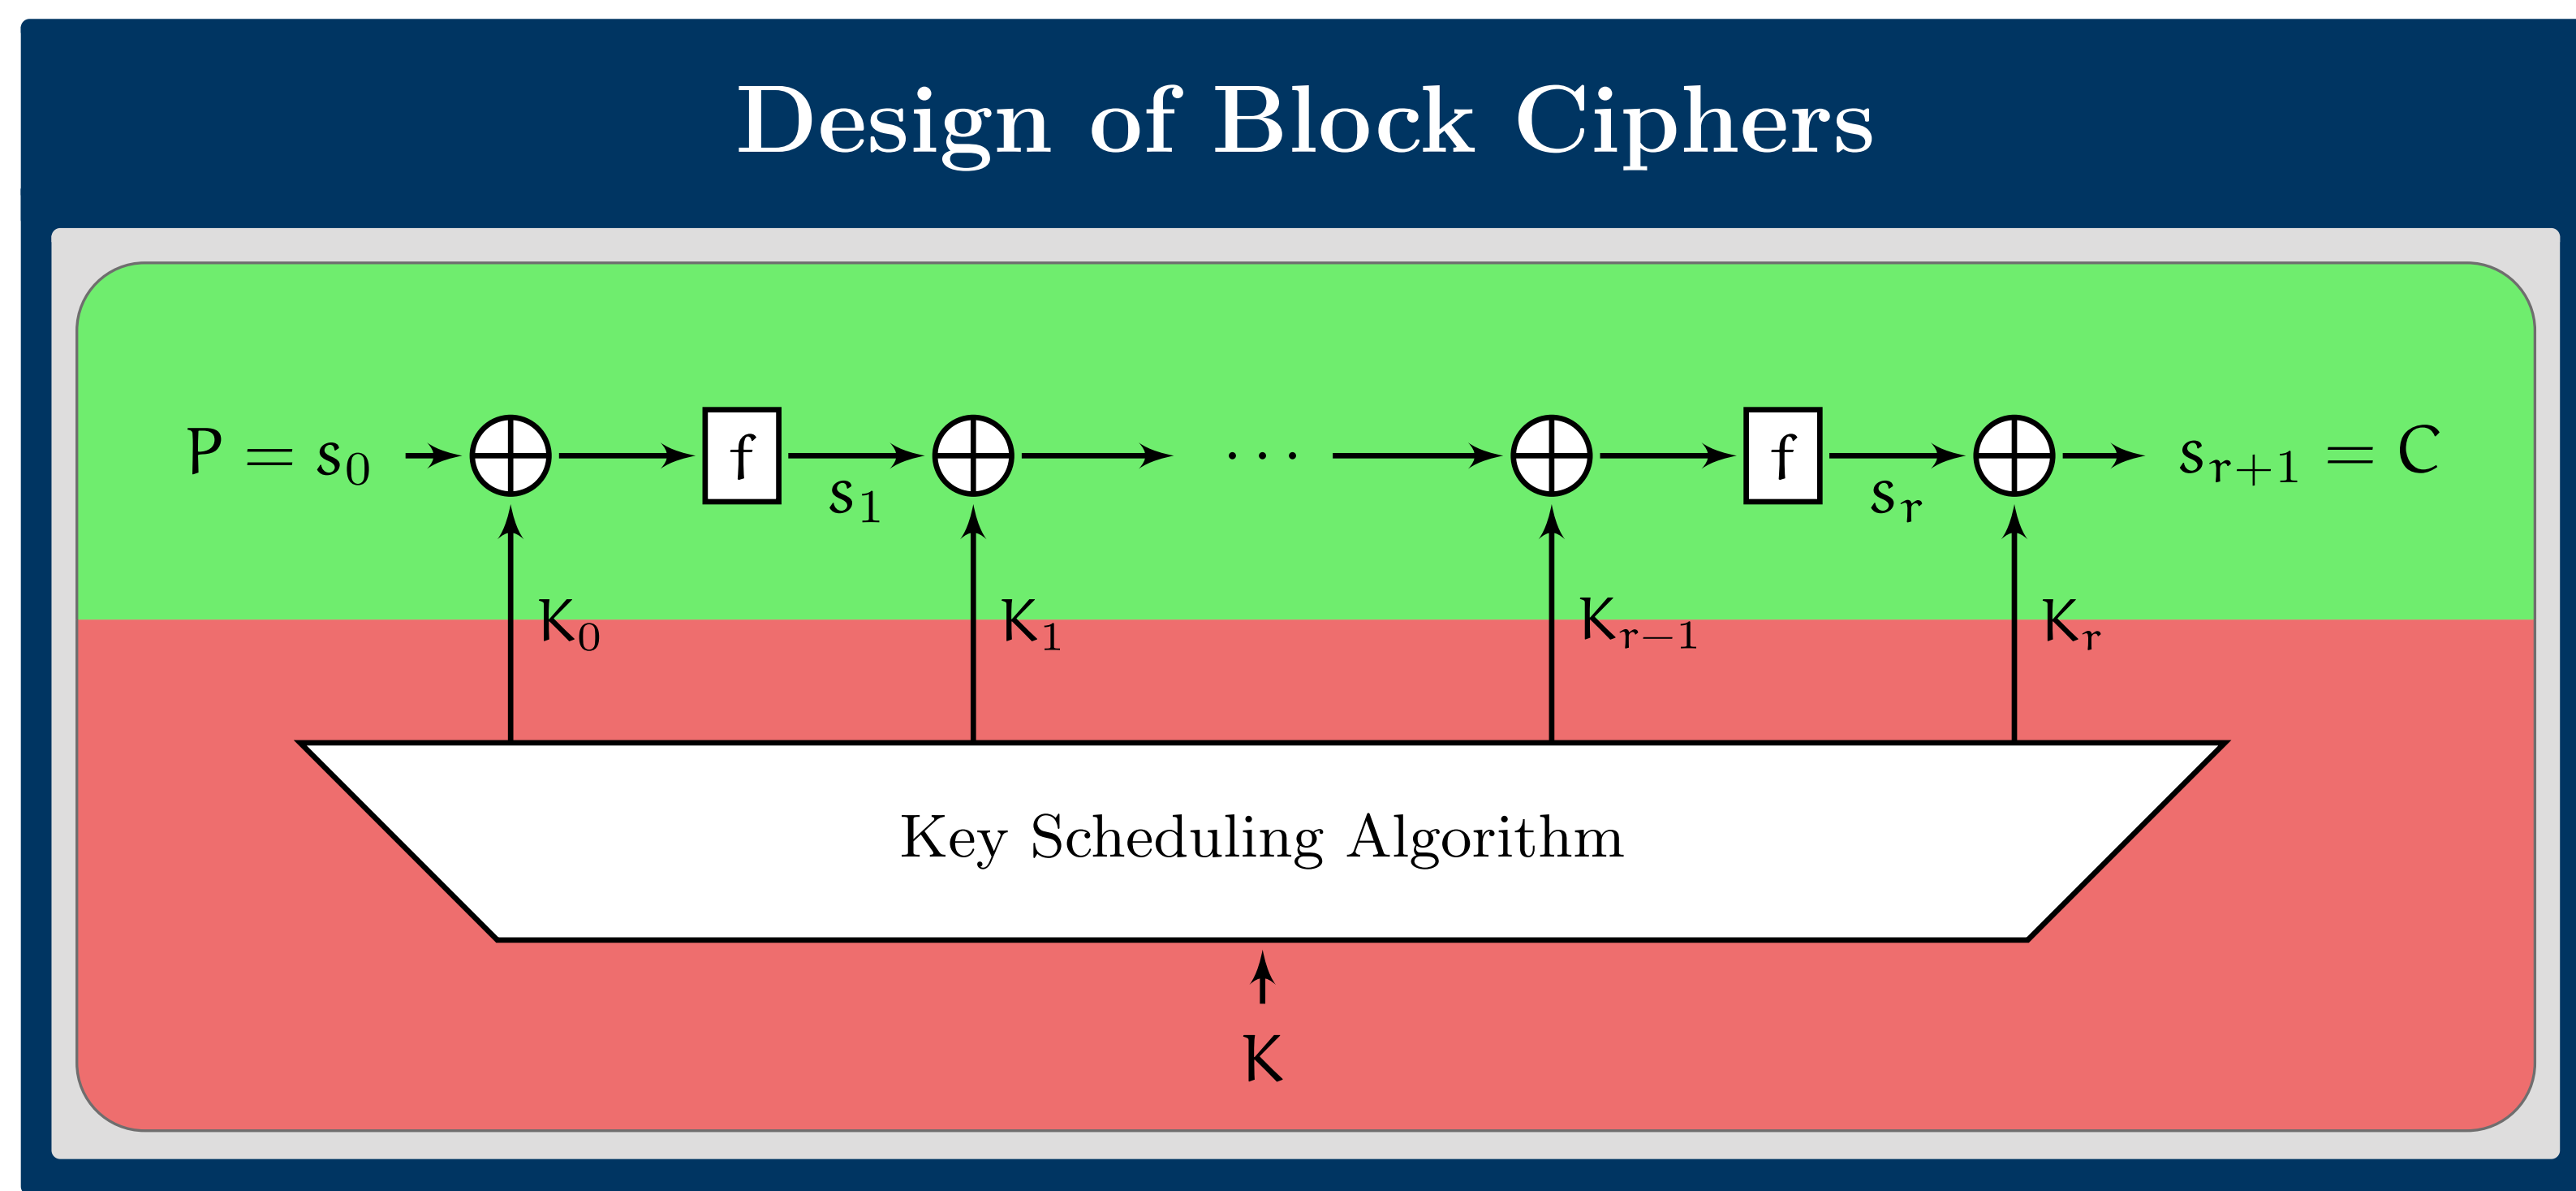 Design of Block Ciphers
P = s₀ f s₁ ··· f sᵣ sᵣ₊₁ = C
K₀ K₁ Kᵣ₋₁ Kᵣ
Key Scheduling Algorithm
K